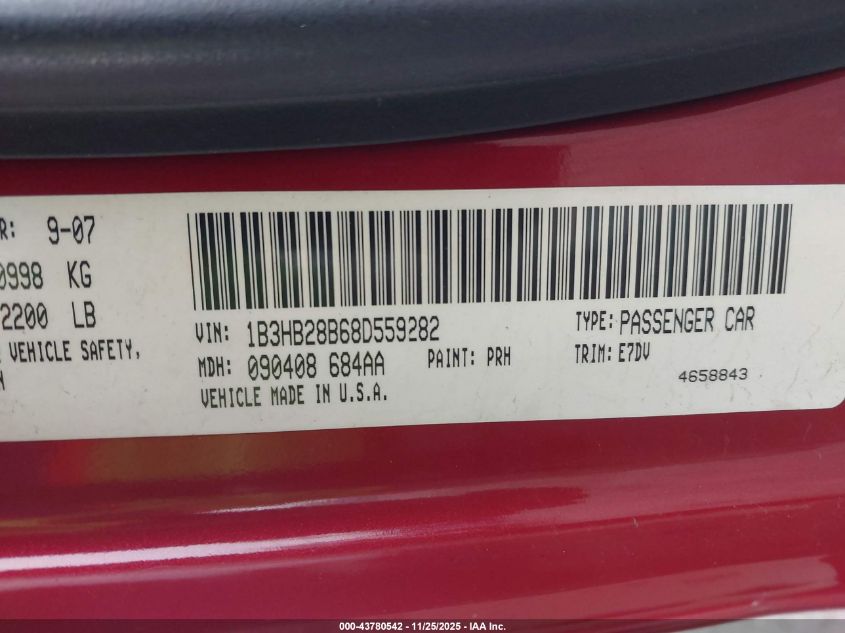 R: 9-07
0998 KG
2200 LB
VEHICLE SAFETY,
N
VIN: 1B3HB28B68D559282
TYPE: PASSENGER CAR
MDH: 090408 684AA
PAINT: PRH
TRIM: E7DV
VEHICLE MADE IN U.S.A.
4658843
000-43780542 - 11/25/2025 - IAA Inc.